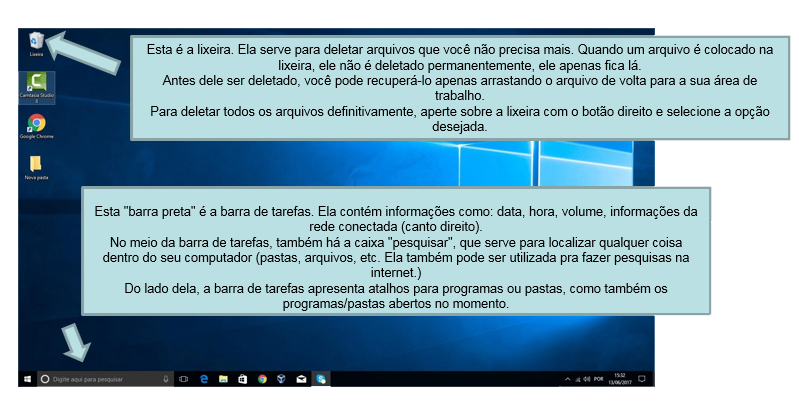 Lixeira
Esta é a lixeira. Ela serve para deletar arquivos que você não precisa mais. Quando um arquivo é colocado na
lixeira, ele não é deletado permanentemente, ele apenas fica lá.
Antes dele ser deletado, você pode recuperá-lo apenas arrastando o arquivo de volta para a sua área de
trabalho.
Para deletar todos os arquivos definitivamente, aperte sobre a lixeira com o botão direito e selecione a opção
desejada.
Camtasia Studio
8
Google Chrome
Nova pasta
Esta "barra preta" é a barra de tarefas. Ela contém informações como: data, hora, volume, informações da
rede conectada (canto direito).
No meio da barra de tarefas, também há a caixa "pesquisar", que serve para localizar qualquer coisa
dentro do seu computador (pastas, arquivos, etc. Ela também pode ser utilizada pra fazer pesquisas na
internet.)
Do lado dela, a barra de tarefas apresenta atalhos para programas ou pastas, como também os
programas/pastas abertos no momento.
Digite aqui para pesquisar
POR
15:32
13/06/2017